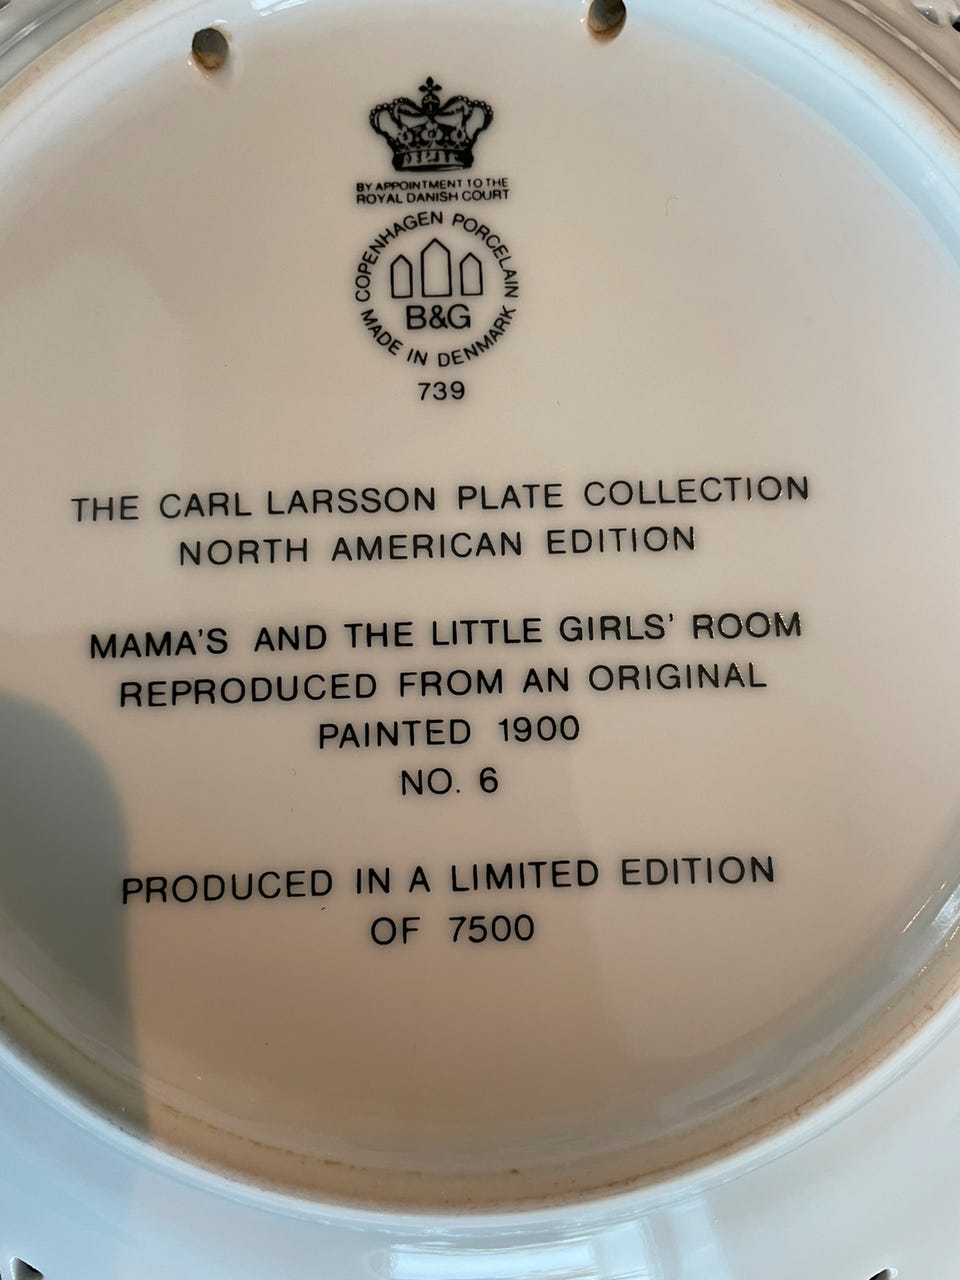 BY APPOINTMENT TO THE
ROYAL DANISH COURT
COPENHAGEN PORCELAIN
B&G
MADE IN DENMARK
739
THE CARL LARSSON PLATE COLLECTION
NORTH AMERICAN EDITION
MAMA'S AND THE LITTLE GIRLS' ROOM
REPRODUCED FROM AN ORIGINAL
PAINTED 1900
NO. 6
PRODUCED IN A LIMITED EDITION
OF 7500